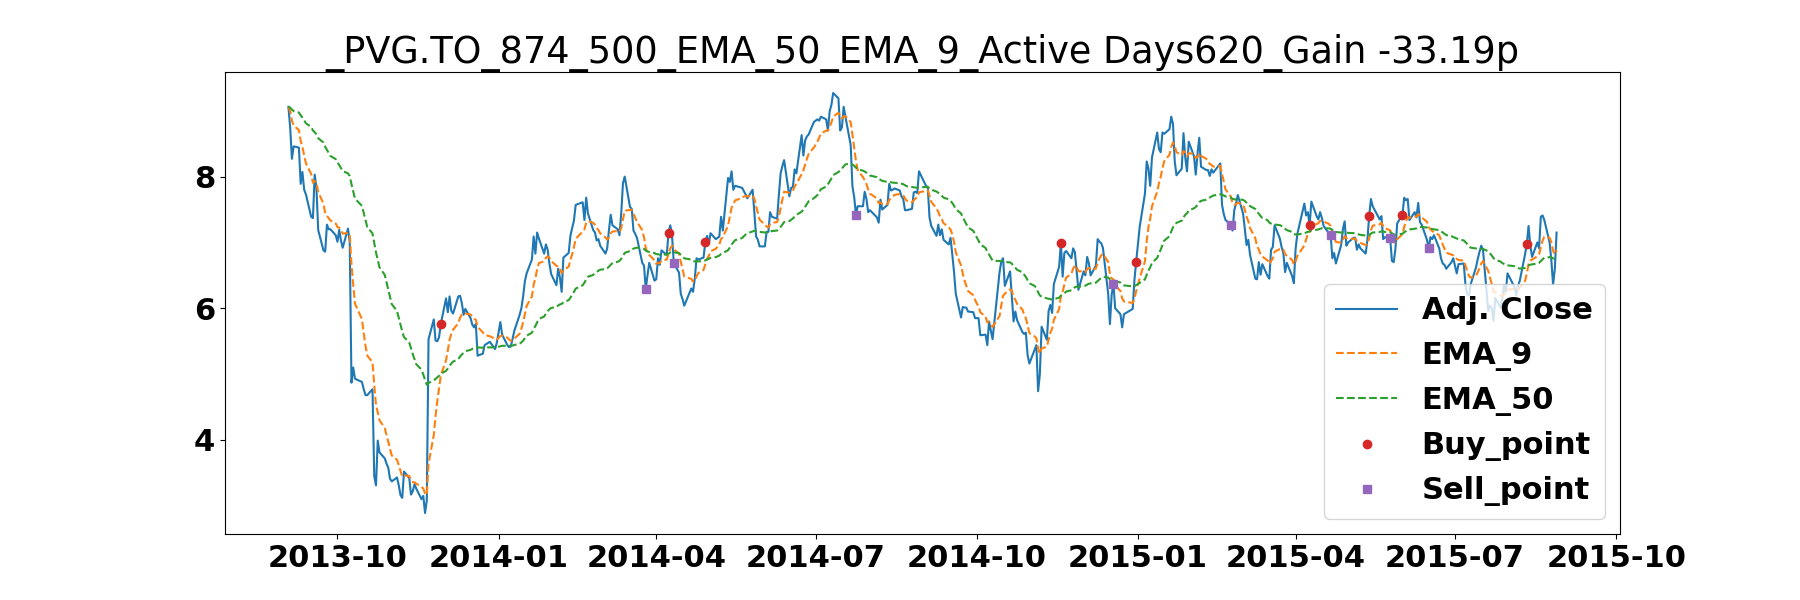 _PVG.TO_874_500_EMA_50_EMA_9_Active Days620_Gain -33.19p
8
6
4
Adj. Close
EMA_9
EMA_50
Buy_point
Sell_point
2013-10 2014-01 2014-04 2014-07 2014-10 2015-01 2015-04 2015-07 2015-10